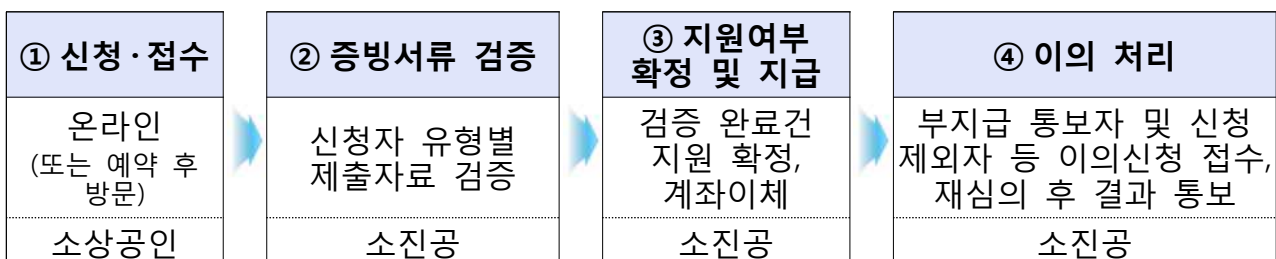 ① 신청·접수
온라인
(또는 예약 후
방문)
소상공인
② 증빙서류 검증
신청자 유형별
제출자료 검증
소진공
③ 지원여부
확정 및 지급
검증 완료건
지원 확정,
계좌이체
소진공
④ 이의 처리
부지급 통보자 및 신청
제외자 등 이의신청 접수,
재심의 후 결과 통보
소진공